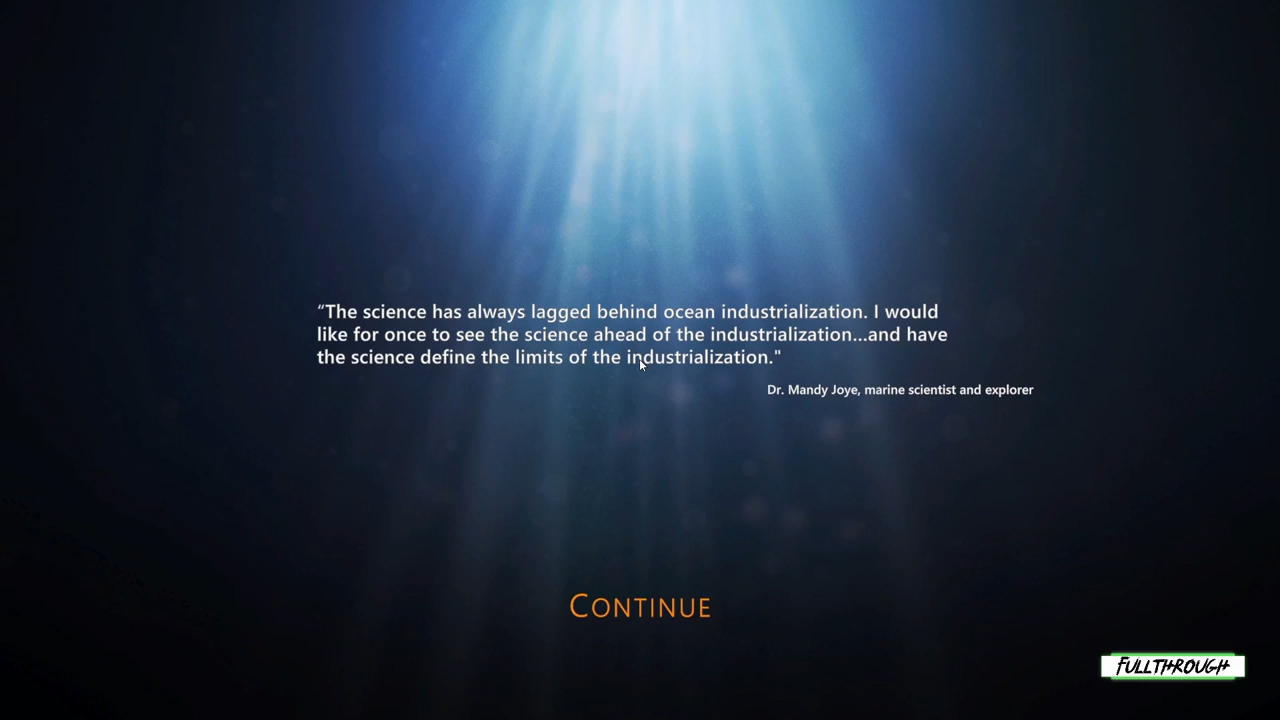 “The science has always lagged behind ocean industrialization. I would
like for once to see the science ahead of the industrialization...and have
the science define the limits of the industrialization."
Dr. Mandy Joye, marine scientist and explorer
CONTINUE
FULLTHROUGH